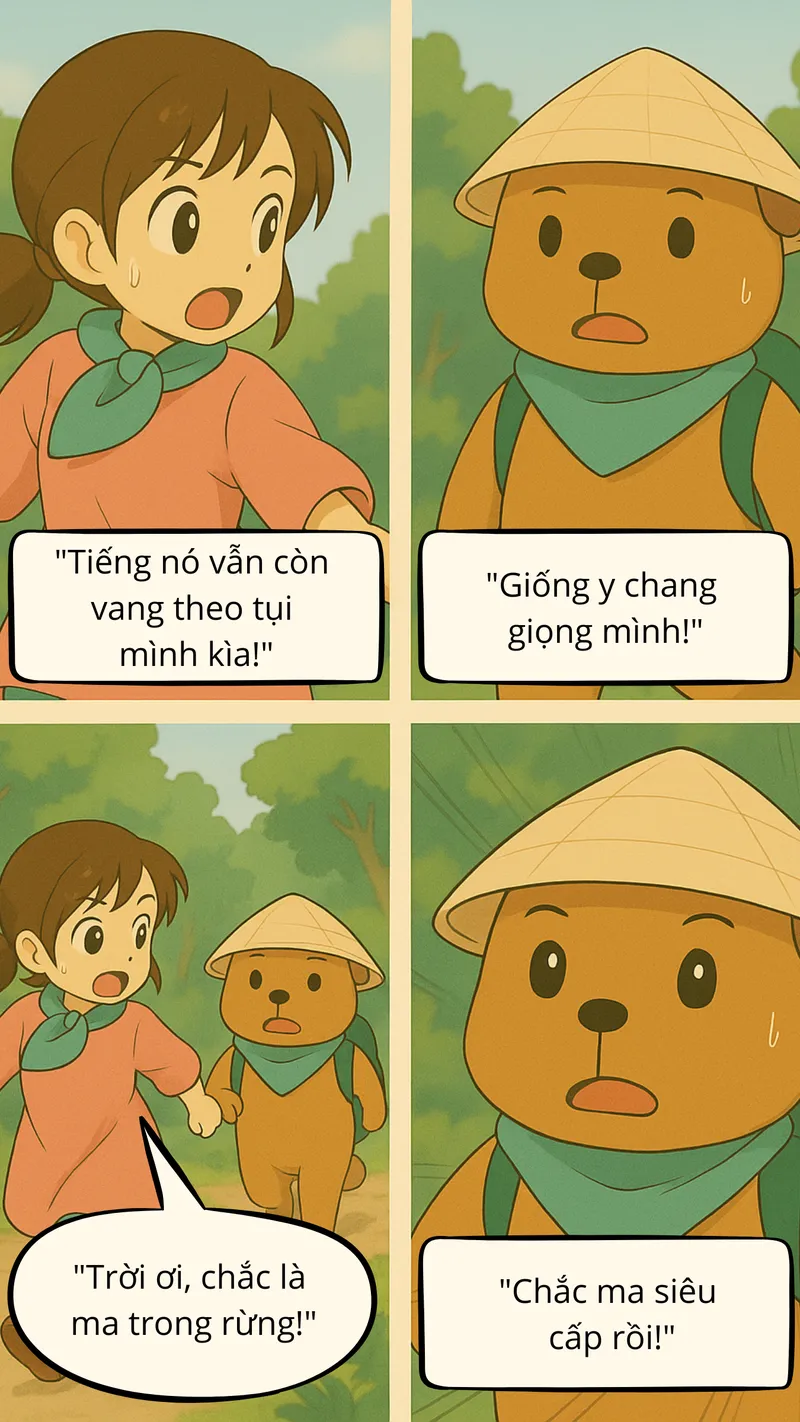 "Tiếng nó vẫn còn
vang theo tụi
mình kìa!"
"Giống y chang
giọng mình!"
"Trời ơi, chắc là
ma trong rừng!"
"Chắc ma siêu
cấp rồi!"